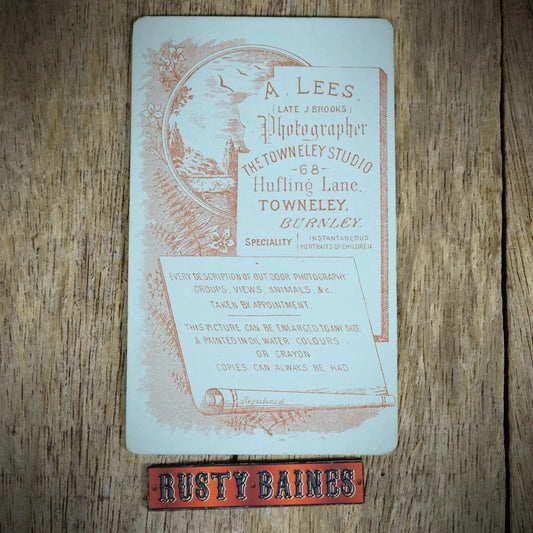 A. LEES,
(LATE J. BROOKS)
Photographer
THE TOWNELEY STUDIO
-68-
Hufling Lane,
TOWNELEY,
BURNLEY.
SPECIALITY { INSTANTANEOUS
PORTRAITS OF CHILDREN
EVERY DESCRIPTION OF OUT DOOR PHOTOGRAPHY
GROUPS, VIEWS, ANIMALS, &c.
TAKEN BY APPOINTMENT.
THIS PICTURE CAN BE ENLARGED TO ANY SIZE
& PAINTED IN OIL WATER COLOURS
OR CRAYON
COPIES CAN ALWAYS BE HAD
Registered
RUSTY BAINES